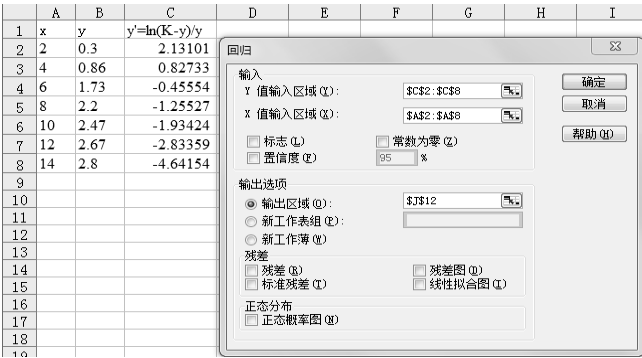 A B C D E F G H I
1 x y y'=ln(K-y)/y
2 2 0.3 2.13101
3 4 0.86 0.82733
4 6 1.73 -0.45554
5 8 2.2 -1.25527
6 10 2.47 -1.93424
7 12 2.67 -2.83359
8 14 2.8 -4.64154
9
10
11
12
13
14
15
16
17
18
19
回归
输入
Y 值输入区域(Y): $C$2:$C$8
X 值输入区域(X): $A$2:$A$8
标志(L) 常数为零(Z)
置信度(F) 95 %
输出选项
输出区域(O): $J$12
新工作表组(P):
新工作薄(W)
残差
残差(R) 残差图(D)
标准残差(T) 线性拟合图(I)
正态分布
正态概率图(N)
确定
取消
帮助(H)